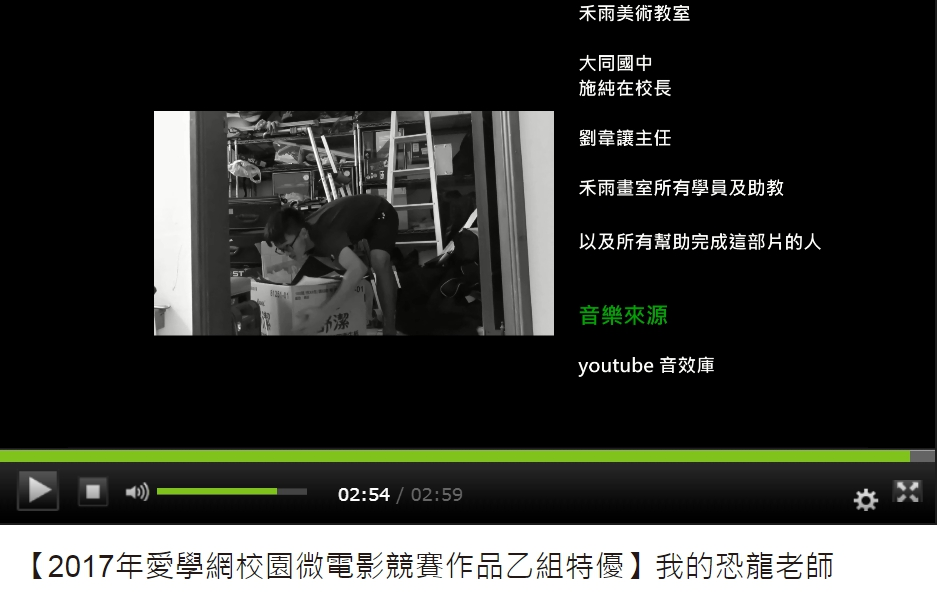 禾雨美術教室
大同國中
施純在校長
劉韋讓主任
禾雨畫室所有學員及助教
以及所有幫助完成這部片的人
音樂來源
youtube 音效庫
02:54 / 02:59
【2017年愛學網校園微電影競賽作品乙組特優】我的恐龍老師